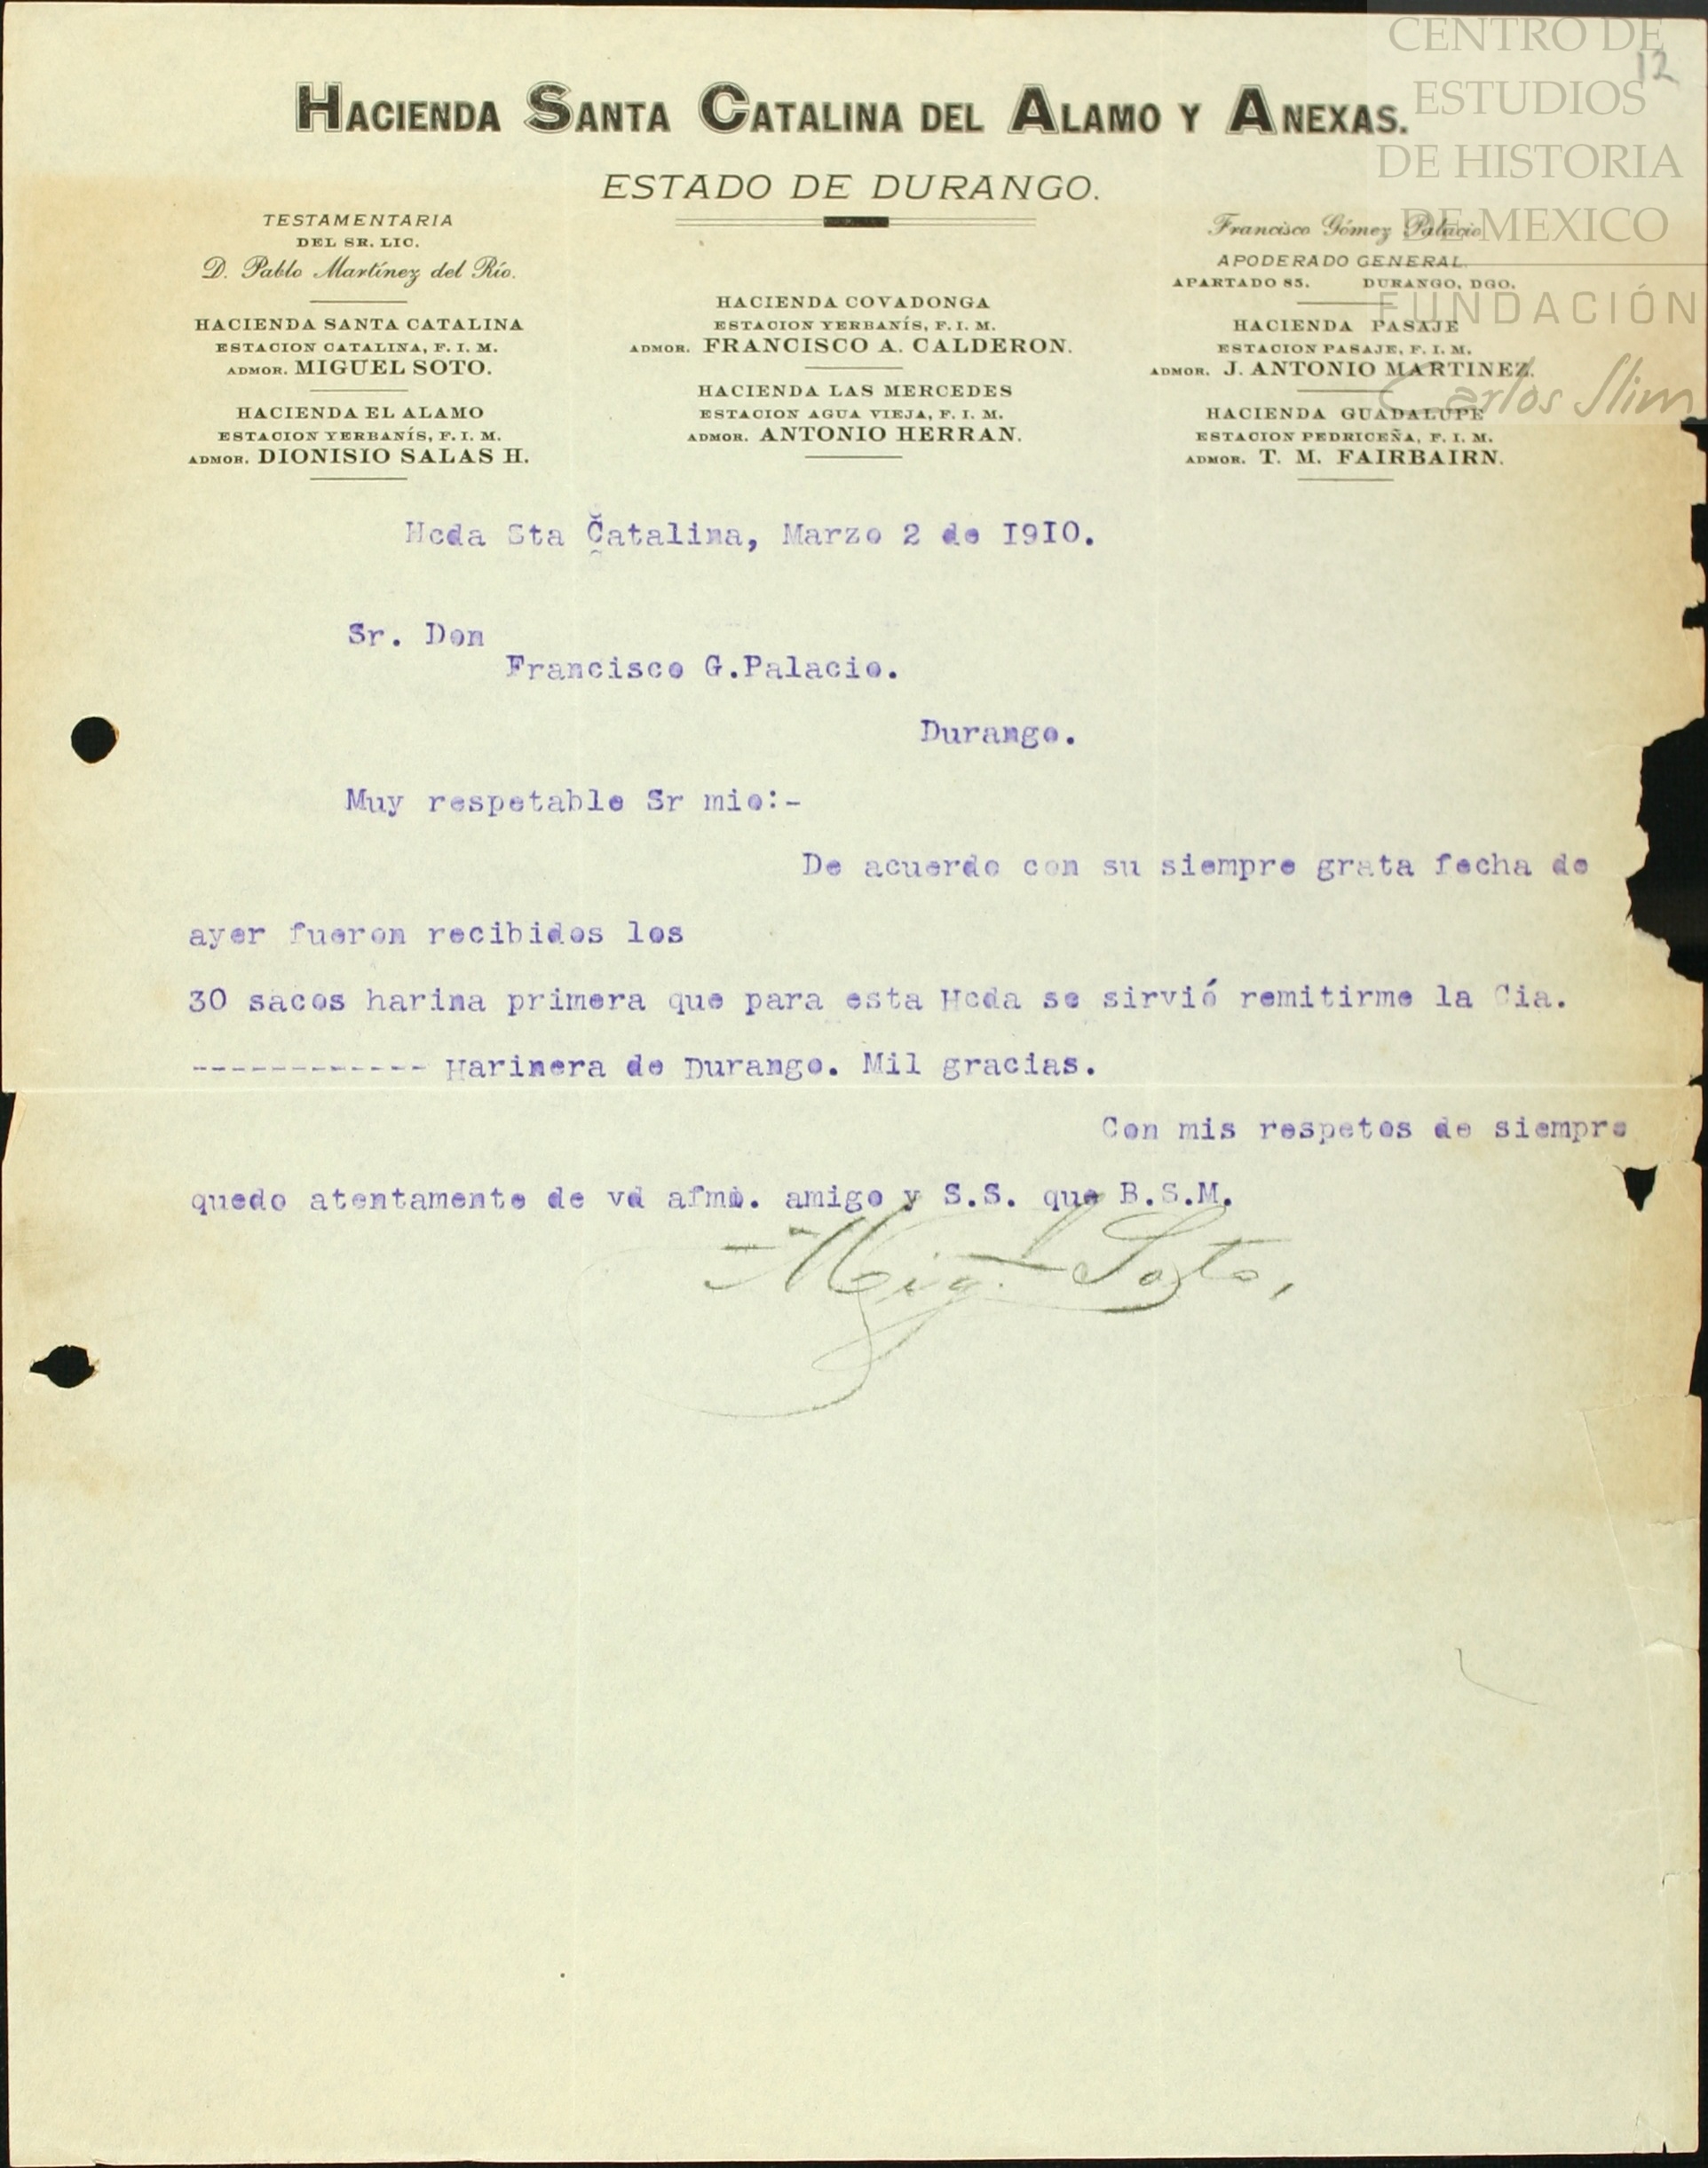 CENTRO DE
ESTUDIOS
DE HISTORIA
DE MEXICO
FUNDACIÓN
Carlos Slim
12
HACIENDA SANTA CATALINA DEL ALAMO Y ANEXAS.
ESTADO DE DURANGO.
TESTAMENTARIA
DEL SR. LIC.
D. Pablo Martínez del Río.
HACIENDA SANTA CATALINA
ESTACION CATALINA, F. I. M.
ADMOR. MIGUEL SOTO.
HACIENDA EL ALAMO
ESTACION YERBANÍS, F. I. M.
ADMOR. DIONISIO SALAS H.
HACIENDA COVADONGA
ESTACION YERBANÍS, F. I. M.
ADMOR. FRANCISCO A. CALDERON.
HACIENDA LAS MERCEDES
ESTACION AGUA VIEJA, F. I. M.
ADMOR. ANTONIO HERRAN.
Francisco Gómez Palacio
APODERADO GENERAL.
APARTADO 85. DURANGO, DGO.
HACIENDA PASAJE
ESTACION PASAJE, F. I. M.
ADMOR. J. ANTONIO MARTINEZ.
HACIENDA GUADALUPE
ESTACION PEDRICEÑA, F. I. M.
ADMOR. T. M. FAIRBAIRN.
Hcda Sta Catalina, Marzo 2 de I9I0.
Sr. Don
Francisco G.Palacio.
Durango.
Muy respetable Sr mio:-
De acuerdo con su siempre grata fecha de
ayer fueron recibidos los
30 sacos harina primera que para esta Hcda se sirvió remitirme la Cia.
------------ Harinera de Durango. Mil gracias.
Con mis respetos de siempre
quedo atentamente de vd afmo. amigo y S.S. que B.S.M.
Migl. Soto,